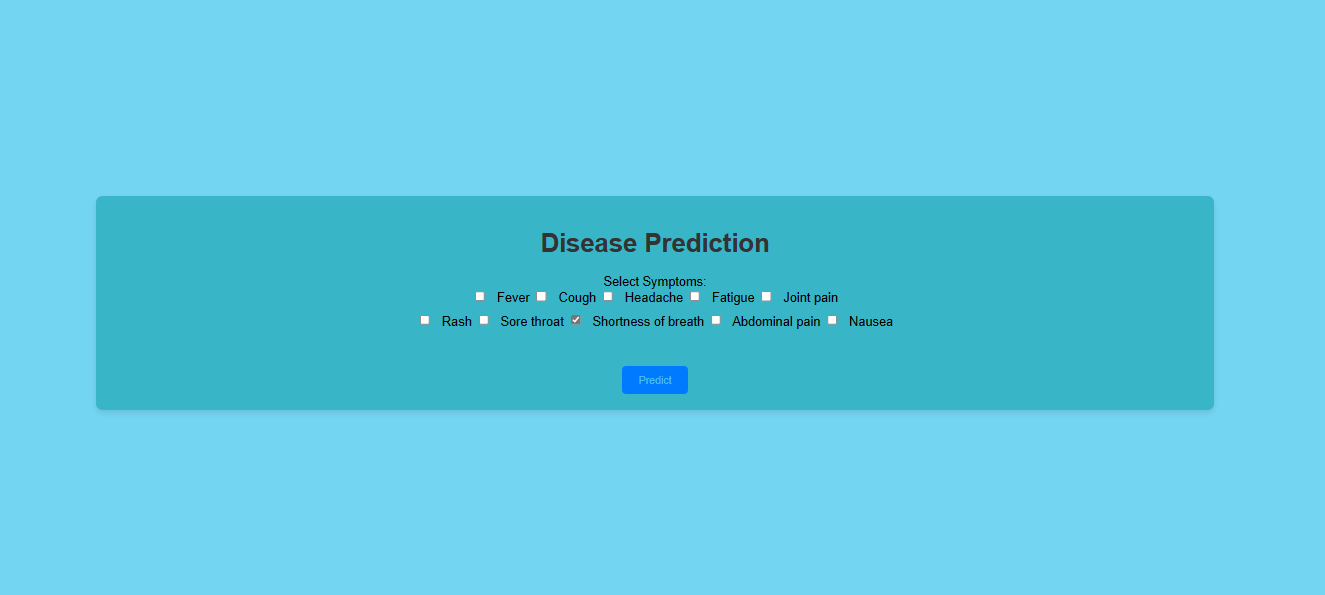 Disease Prediction
Select Symptoms:
Fever Cough Headache Fatigue Joint pain
Rash Sore throat Shortness of breath Abdominal pain Nausea
Predict